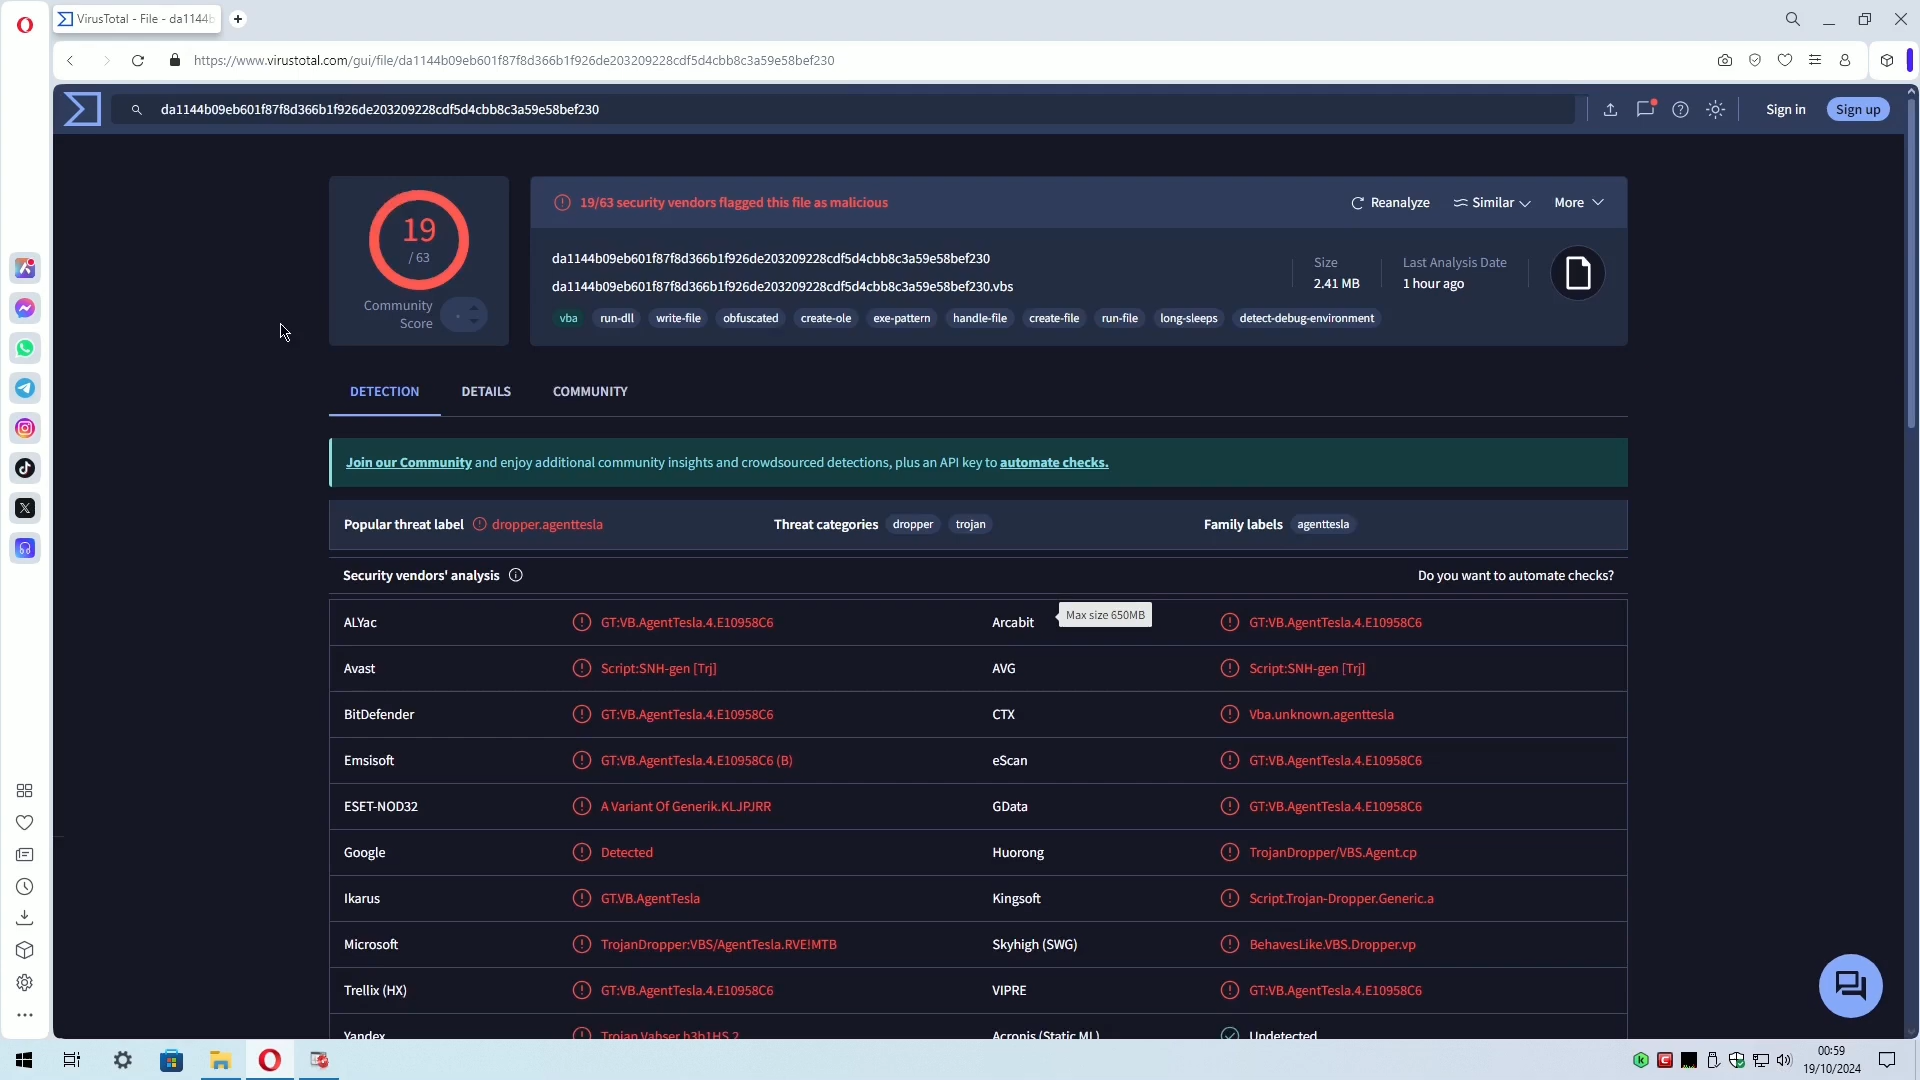 VirusTotal - File - da1144b
https://www.virustotal.com/gui/file/da1144b09eb601f87f8d366b1f926de203209228cdf5d4cbb8c3a59e58bef230
da1144b09eb601f87f8d366b1f926de203209228cdf5d4cbb8c3a59e58bef230
Sign in
Sign up
19
/ 63
Community
Score
19/63 security vendors flagged this file as malicious
Reanalyze
Similar
More
da1144b09eb601f87f8d366b1f926de203209228cdf5d4cbb8c3a59e58bef230
da1144b09eb601f87f8d366b1f926de203209228cdf5d4cbb8c3a59e58bef230.vbs
Size
2.41 MB
Last Analysis Date
1 hour ago
vba run-dll write-file obfuscated create-ole exe-pattern handle-file create-file run-file long-sleeps detect-debug-environment
DETECTION DETAILS COMMUNITY
Join our Community and enjoy additional community insights and crowdsourced detections, plus an API key to automate checks.
Popular threat label dropper.agenttesla Threat categories dropper trojan Family labels agenttesla
Security vendors' analysis Do you want to automate checks?
ALYac GT:VB.AgentTesla.4.E10958C6 Arcabit Max size 650MB GT:VB.AgentTesla.4.E10958C6
Avast Script:SNH-gen [Trj] AVG Script:SNH-gen [Trj]
BitDefender GT:VB.AgentTesla.4.E10958C6 CTX Vba.unknown.agenttesla
Emsisoft GT:VB.AgentTesla.4.E10958C6 (B) eScan GT:VB.AgentTesla.4.E10958C6
ESET-NOD32 A Variant Of Generik.KLJPJRR GData GT:VB.AgentTesla.4.E10958C6
Google Detected Huorong TrojanDropper/VBS.Agent.cp
Ikarus GT.VB.AgentTesla Kingsoft Script.Trojan-Dropper.Generic.a
Microsoft TrojanDropper:VBS/AgentTesla.RVE!MTB Skyhigh (SWG) BehavesLike.VBS.Dropper.vp
Trellix (HX) GT:VB.AgentTesla.4.E10958C6 VIPRE GT:VB.AgentTesla.4.E10958C6
Yandex Trojan.Vahser.b3h1HS.2 Acronis (Static ML) Undetected
00:59
19/10/2024